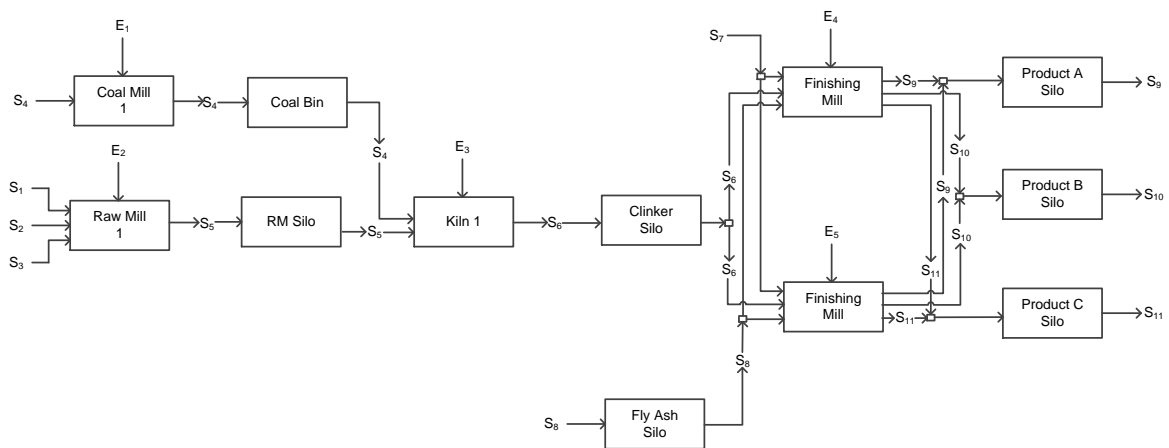 E₁
S₄
Coal Mill
1
S₄
Coal Bin
S₄
E₂
S₁
S₂
S₃
Raw Mill
1
S₅
RM Silo
S₅
E₃
Kiln 1
S₆
Clinker
Silo
S₆
S₆
S₇
E₄
Finishing
Mill
S₉
S₁₀
S₉
S₁₁
S₁₀
E₅
Finishing
Mill
S₁₁
S₈
S₈
Fly Ash
Silo
Product A
Silo
S₉
Product B
Silo
S₁₀
Product C
Silo
S₁₁